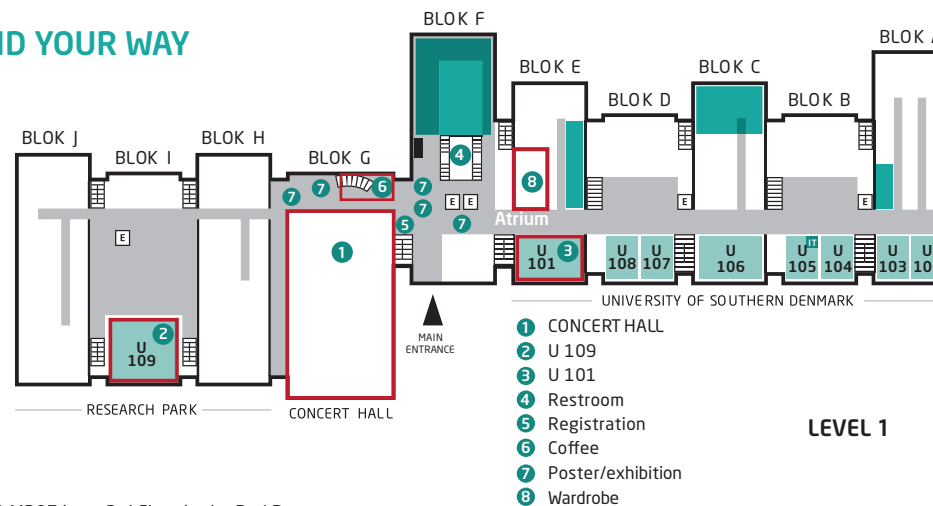 ND YOUR WAY
BLOK F
BLOK A
BLOK E
BLOK C
BLOK D
BLOK B
BLOK J
BLOK H
BLOK I
BLOK G
4
7
7
7
6
7
8
E
E
E
E
7
5
7
Atrium
E
1
U
101
3
U
108
U
107
U
106
U
105
IT
U
104
U
103
U
10
2
U
109
MAIN
ENTRANCE
UNIVERSITY OF SOUTHERN DENMARK
RESEARCH PARK
CONCERT HALL
1 CONCERT HALL
2 U 109
3 U 101
4 Restroom
5 Registration
6 Coffee
7 Poster/exhibition
8 Wardrobe
LEVEL 1